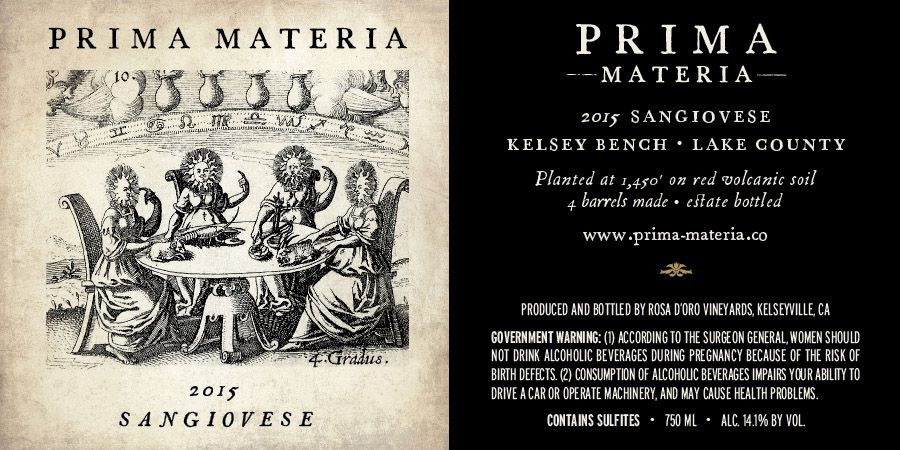 PRIMA MATERIA
10.
4. Gradus.
2015
SANGIOVESE
PRIMA
MATERIA
2015 SANGIOVESE
KELSEY BENCH • LAKE COUNTY
Planted at 1,450' on red volcanic soil
4 barrels made • estate bottled
www.prima-materia.co
PRODUCED AND BOTTLED BY ROSA D'ORO VINEYARDS, KELSEYVILLE, CA
GOVERNMENT WARNING: (1) ACCORDING TO THE SURGEON GENERAL, WOMEN SHOULD
NOT DRINK ALCOHOLIC BEVERAGES DURING PREGNANCY BECAUSE OF THE RISK OF
BIRTH DEFECTS. (2) CONSUMPTION OF ALCOHOLIC BEVERAGES IMPAIRS YOUR ABILITY TO
DRIVE A CAR OR OPERATE MACHINERY, AND MAY CAUSE HEALTH PROBLEMS.
CONTAINS SULFITES • 750 ML • ALC. 14.1% BY VOL.